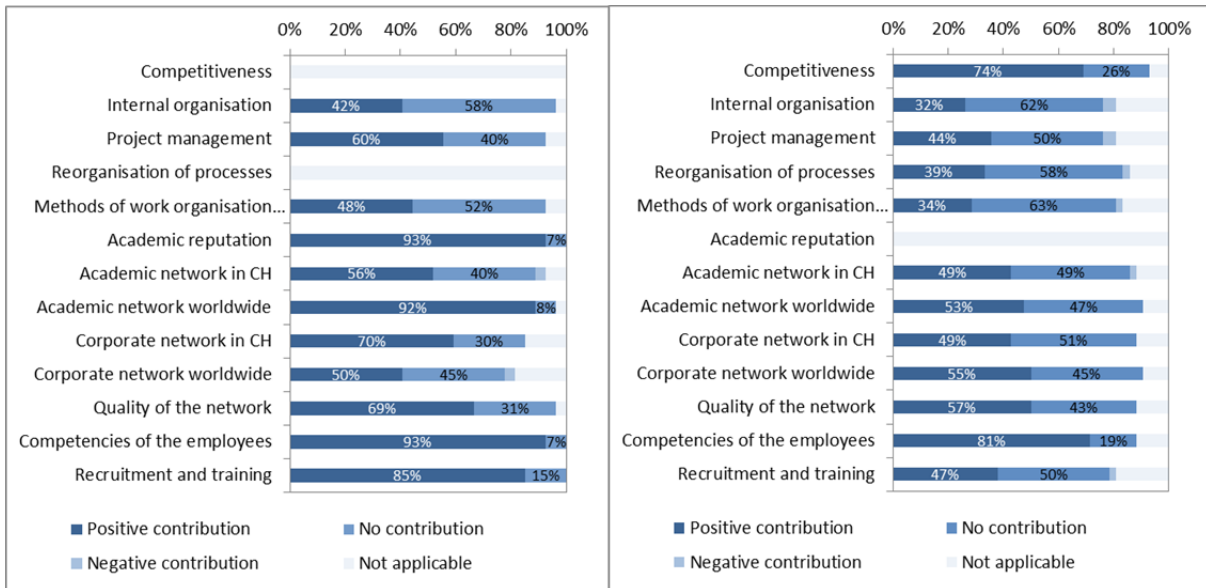 0% 20% 40% 60% 80% 100%
Competitiveness
Internal organisation 42% 58%
Project management 60% 40%
Reorganisation of processes
Methods of work organisation... 48% 52%
Academic reputation 93% 7%
Academic network in CH 56% 40%
Academic network worldwide 92% 8%
Corporate network in CH 70% 30%
Corporate network worldwide 50% 45%
Quality of the network 69% 31%
Competencies of the employees 93% 7%
Recruitment and training 85% 15%
Positive contribution No contribution
Negative contribution Not applicable
0% 20% 40% 60% 80% 100%
Competitiveness 74% 26%
Internal organisation 32% 62%
Project management 44% 50%
Reorganisation of processes 39% 58%
Methods of work organisation... 34% 63%
Academic reputation
Academic network in CH 49% 49%
Academic network worldwide 53% 47%
Corporate network in CH 49% 51%
Corporate network worldwide 55% 45%
Quality of the network 57% 43%
Competencies of the employees 81% 19%
Recruitment and training 47% 50%
Positive contribution No contribution
Negative contribution Not applicable